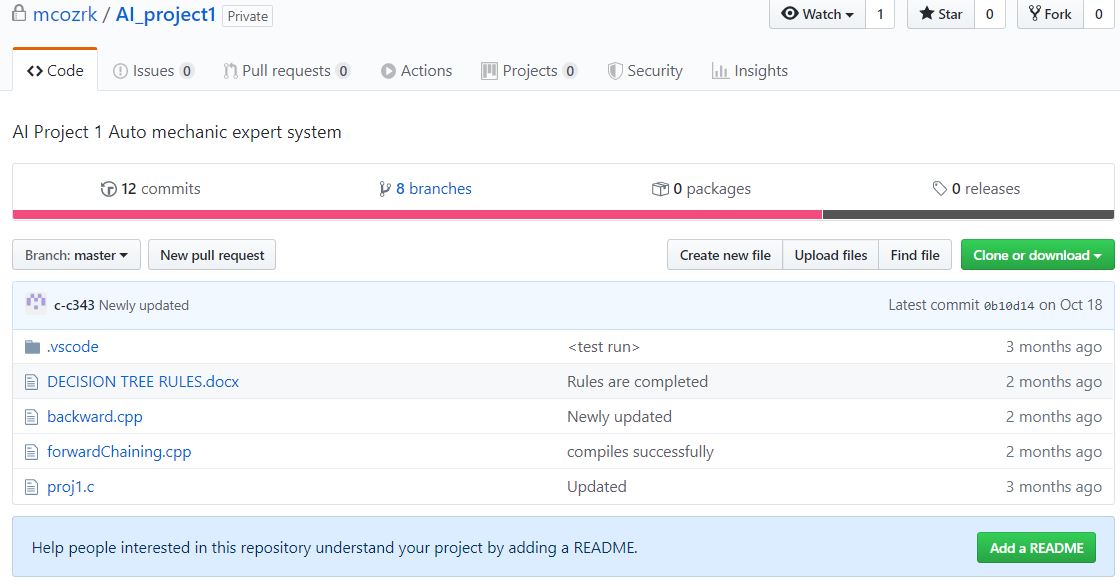 mcozrk / AI_project1 Private Watch 1 Star 0 Fork 0
Code Issues 0 Pull requests 0 Actions Projects 0 Security Insights
AI Project 1 Auto mechanic expert system
12 commits 8 branches 0 packages 0 releases
Branch: master New pull request Create new file Upload files Find file Clone or download
c-c343 Newly updated Latest commit 0b10d14 on Oct 18
.vscode <test run> 3 months ago
DECISION TREE RULES.docx Rules are completed 2 months ago
backward.cpp Newly updated 2 months ago
forwardChaining.cpp compiles successfully 2 months ago
proj1.c Updated 3 months ago
Help people interested in this repository understand your project by adding a README. Add a README